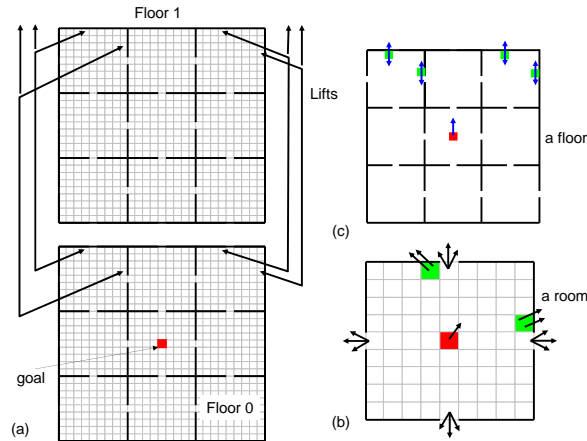 Floor 1
Lifts
a floor
(c)
a room
goal
Floor 0
(a)
(b)